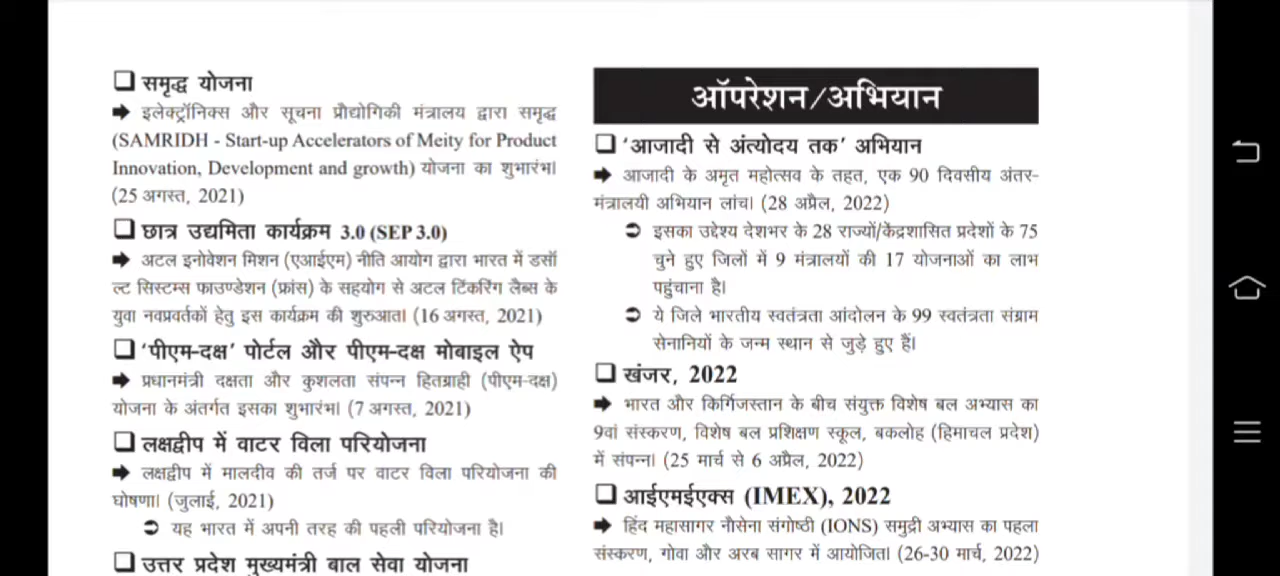 ❑ समृद्ध योजना
➡ इलेक्ट्रॉनिक्स और सूचना प्रौद्योगिकी मंत्रालय द्वारा समृद्ध
(SAMRIDH - Start-up Accelerators of Meity for Product
Innovation, Development and growth) योजना का शुभारंभ।
(25 अगस्त, 2021)
❑ छात्र उद्यमिता कार्यक्रम 3.0 (SEP 3.0)
➡ अटल इनोवेशन मिशन (एआईएम) नीति आयोग द्वारा भारत में डसॉ
ल्ट सिस्टम्स फाउण्डेशन (फ्रांस) के सहयोग से अटल टिंकरिंग लैब्स के
युवा नवप्रवर्तकों हेतु इस कार्यक्रम की शुरुआत। (16 अगस्त, 2021)
❑ ‘पीएम-दक्ष’ पोर्टल और पीएम-दक्ष मोबाइल ऐप
➡ प्रधानमंत्री दक्षता और कुशलता संपन्न हितग्राही (पीएम-दक्ष)
योजना के अंतर्गत इसका शुभारंभ। (7 अगस्त, 2021)
❑ लक्षद्वीप में वाटर विला परियोजना
➡ लक्षद्वीप में मालदीव की तर्ज पर वाटर विला परियोजना की
घोषणा। (जुलाई, 2021)
➲ यह भारत में अपनी तरह की पहली परियोजना है।
❑ उत्तर प्रदेश मुख्यमंत्री बाल सेवा योजना
ऑपरेशन/अभियान
❑ ‘आजादी से अंत्योदय तक’ अभियान
➡ आजादी के अमृत महोत्सव के तहत, एक 90 दिवसीय अंतर-
मंत्रालयी अभियान लांच। (28 अप्रैल, 2022)
➲ इसका उद्देश्य देशभर के 28 राज्यों/केंद्रशासित प्रदेशों के 75
चुने हुए जिलों में 9 मंत्रालयों की 17 योजनाओं का लाभ
पहुंचाना है।
➲ ये जिले भारतीय स्वतंत्रता आंदोलन के 99 स्वतंत्रता संग्राम
सेनानियों के जन्म स्थान से जुड़े हुए हैं।
❑ खंजर, 2022
➡ भारत और किर्गिजस्तान के बीच संयुक्त विशेष बल अभ्यास का
9वां संस्करण, विशेष बल प्रशिक्षण स्कूल, बकलोह (हिमाचल प्रदेश)
में संपन्न। (25 मार्च से 6 अप्रैल, 2022)
❑ आईएमईएक्स (IMEX), 2022
➡ हिंद महासागर नौसेना संगोष्ठी (IONS) समुद्री अभ्यास का पहला
संस्करण, गोवा और अरब सागर में आयोजित। (26-30 मार्च, 2022)